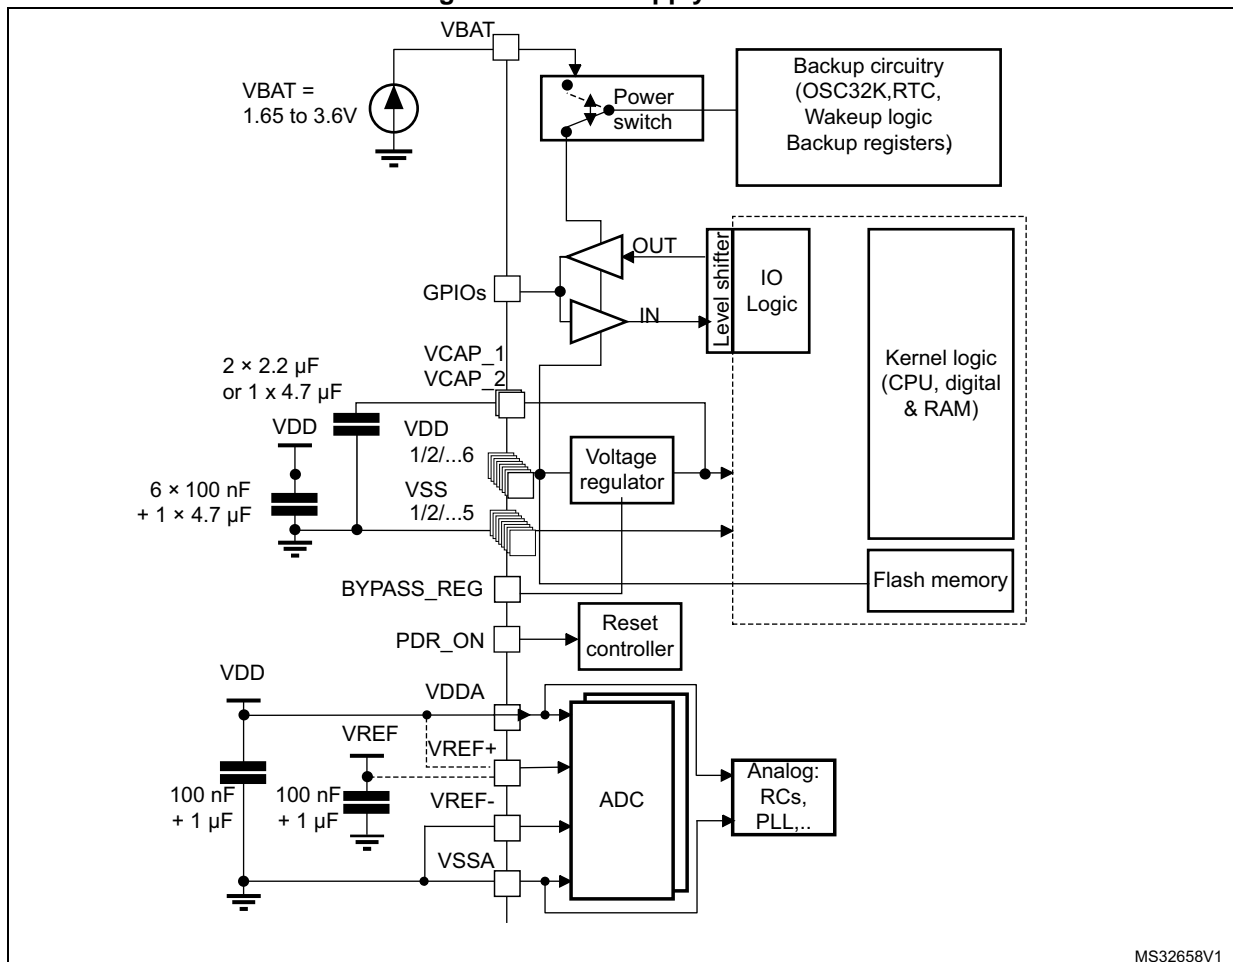 VBAT
VBAT =
1.65 to 3.6V
Power
switch
Backup circuitry
(OSC32K,RTC,
Wakeup logic
Backup registers)
OUT
Level shifter
IO
Logic
GPIOs
IN
Kernel logic
(CPU, digital
& RAM)
VCAP_1
VCAP_2
2 × 2.2 µF
or 1 x 4.7 µF
VDD
VDD
1/2/...6
Voltage
regulator
6 × 100 nF
+ 1 × 4.7 µF
VSS
1/2/...5
Flash memory
BYPASS_REG
PDR_ON
Reset
controller
VDD
VDDA
VREF
VREF+
100 nF
+ 1 µF
100 nF
+ 1 µF
VREF-
ADC
Analog:
RCs,
PLL,..
VSSA
MS32658V1